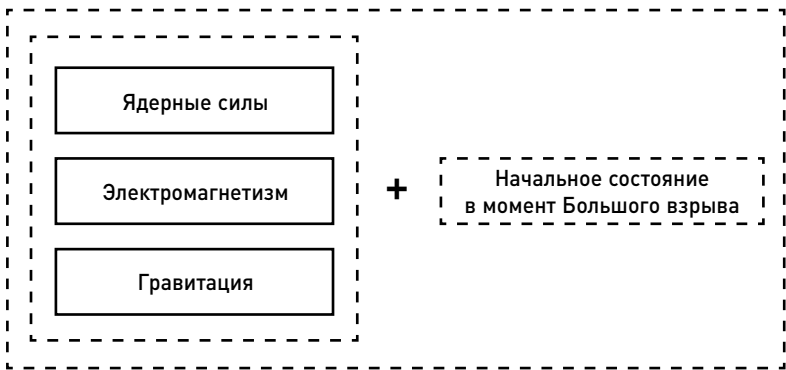 Ядерные силы
Электромагнетизм
Гравитация
+
Начальное состояние
в момент Большого взрыва